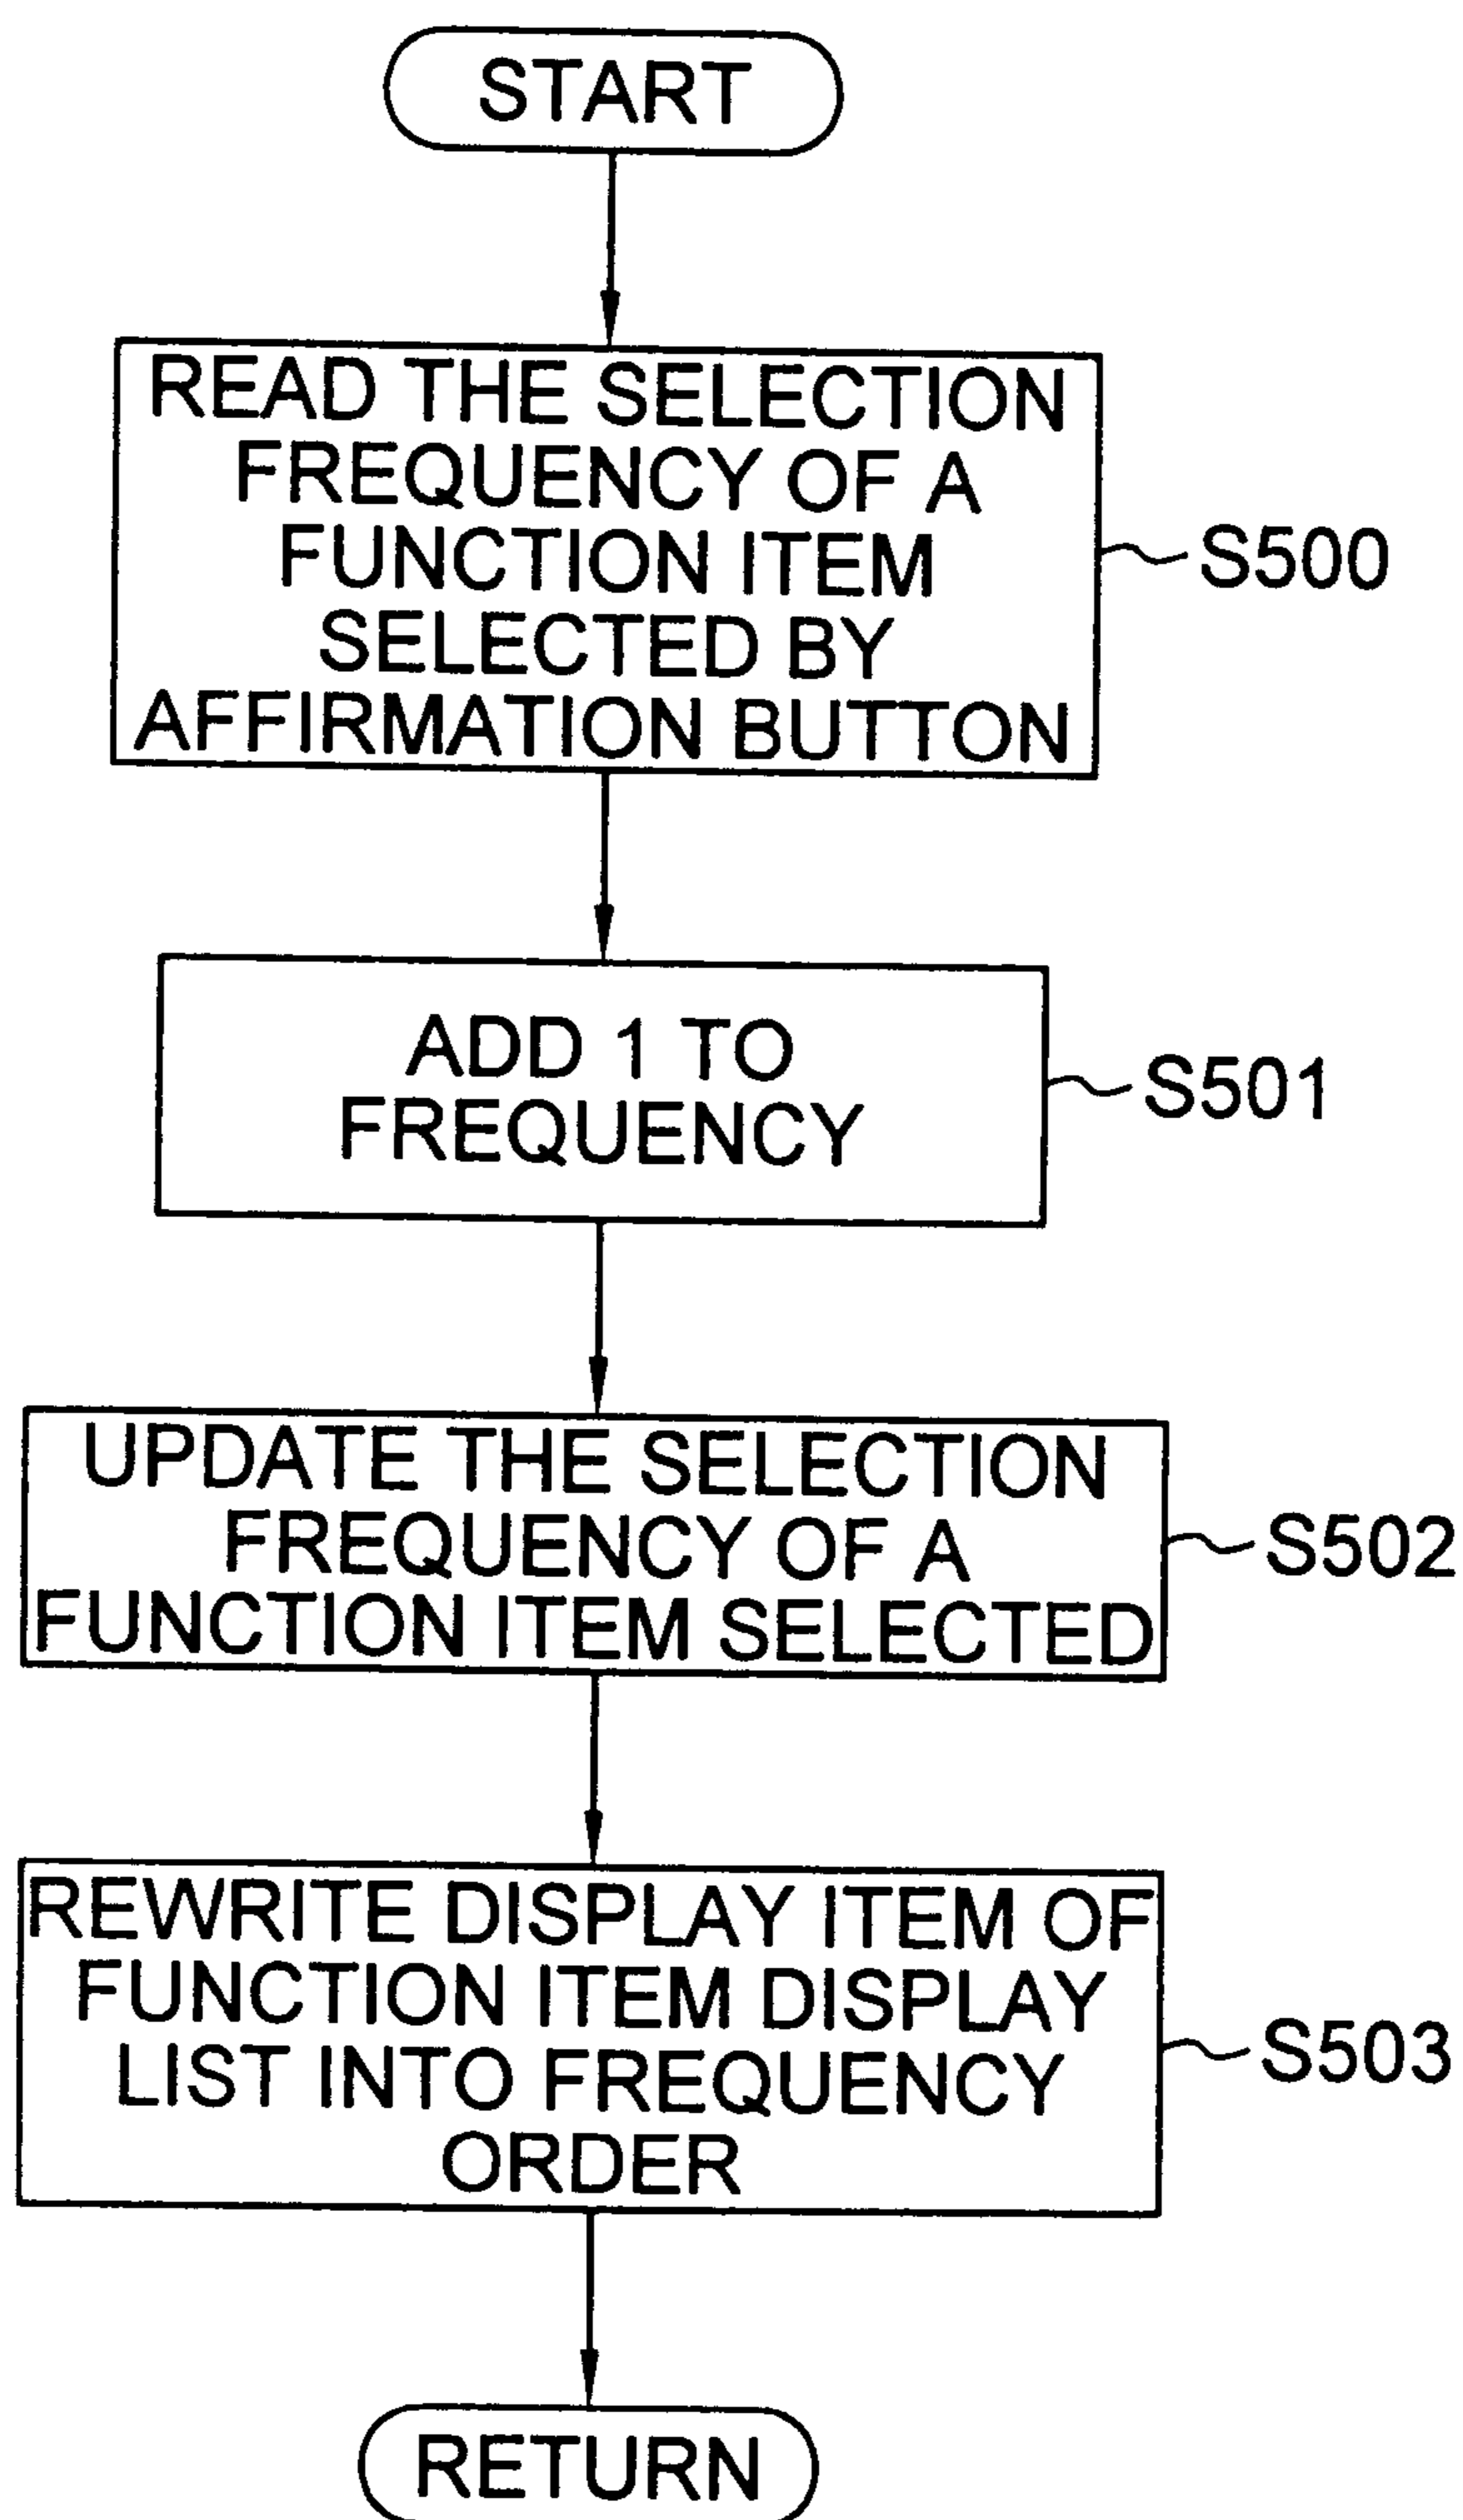 START
READ THE SELECTION
FREQUENCY OF A
FUNCTION ITEM
SELECTED BY
AFFIRMATION BUTTON
S500
ADD 1 TO
FREQUENCY
S501
UPDATE THE SELECTION
FREQUENCY OF A
FUNCTION ITEM SELECTED
S502
REWRITE DISPLAY ITEM OF
FUNCTION ITEM DISPLAY
LIST INTO FREQUENCY
ORDER
S503
RETURN